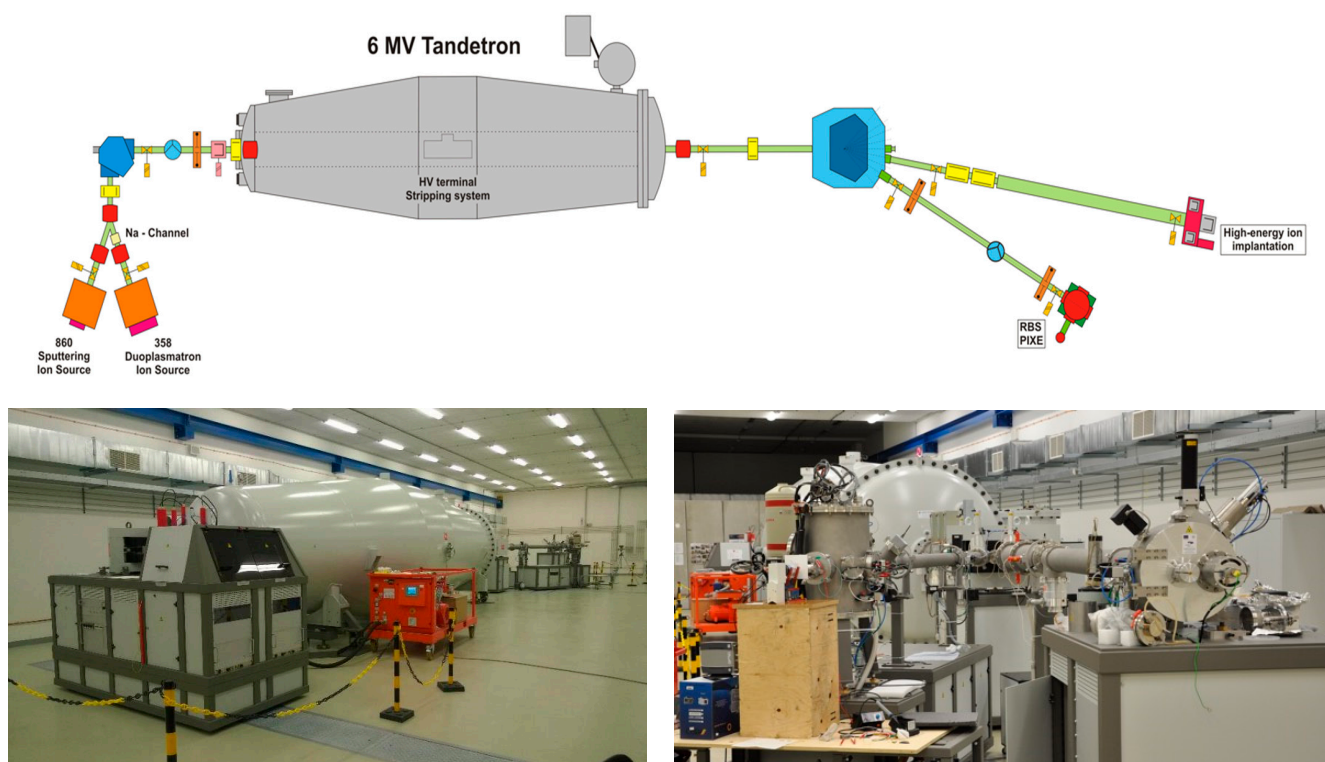 6 MV Tandetron
HV terminal
Stripping system
Na - Channel
High-energy ion
implantation
860
Sputtering
Ion Source
358
Duoplasmatron
Ion Source
RBS
PIXE